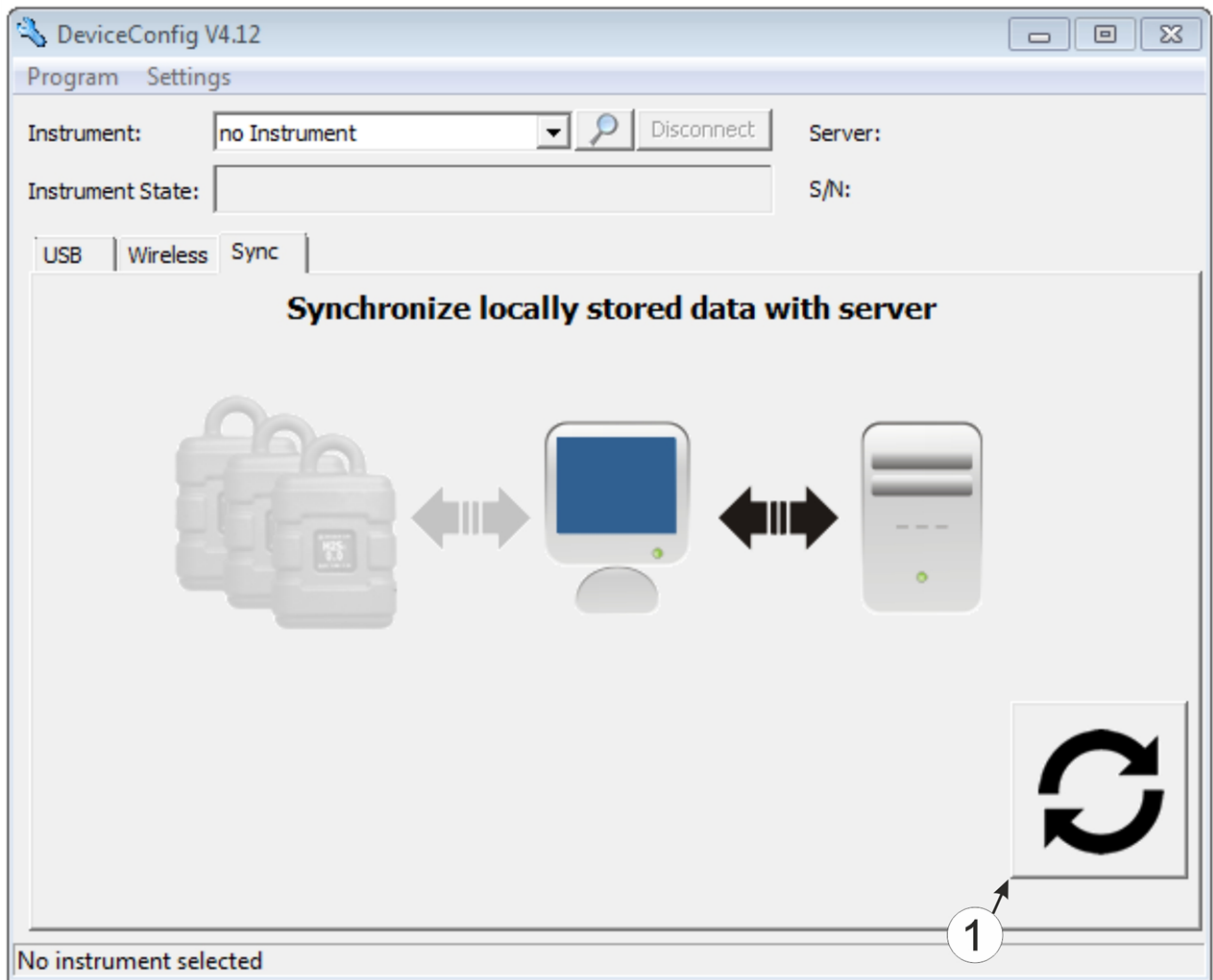 DeviceConfig V4.12
Program Settings
Instrument: no Instrument Disconnect Server:
Instrument State: S/N:
USB Wireless Sync
Synchronize locally stored data with server
1
No instrument selected